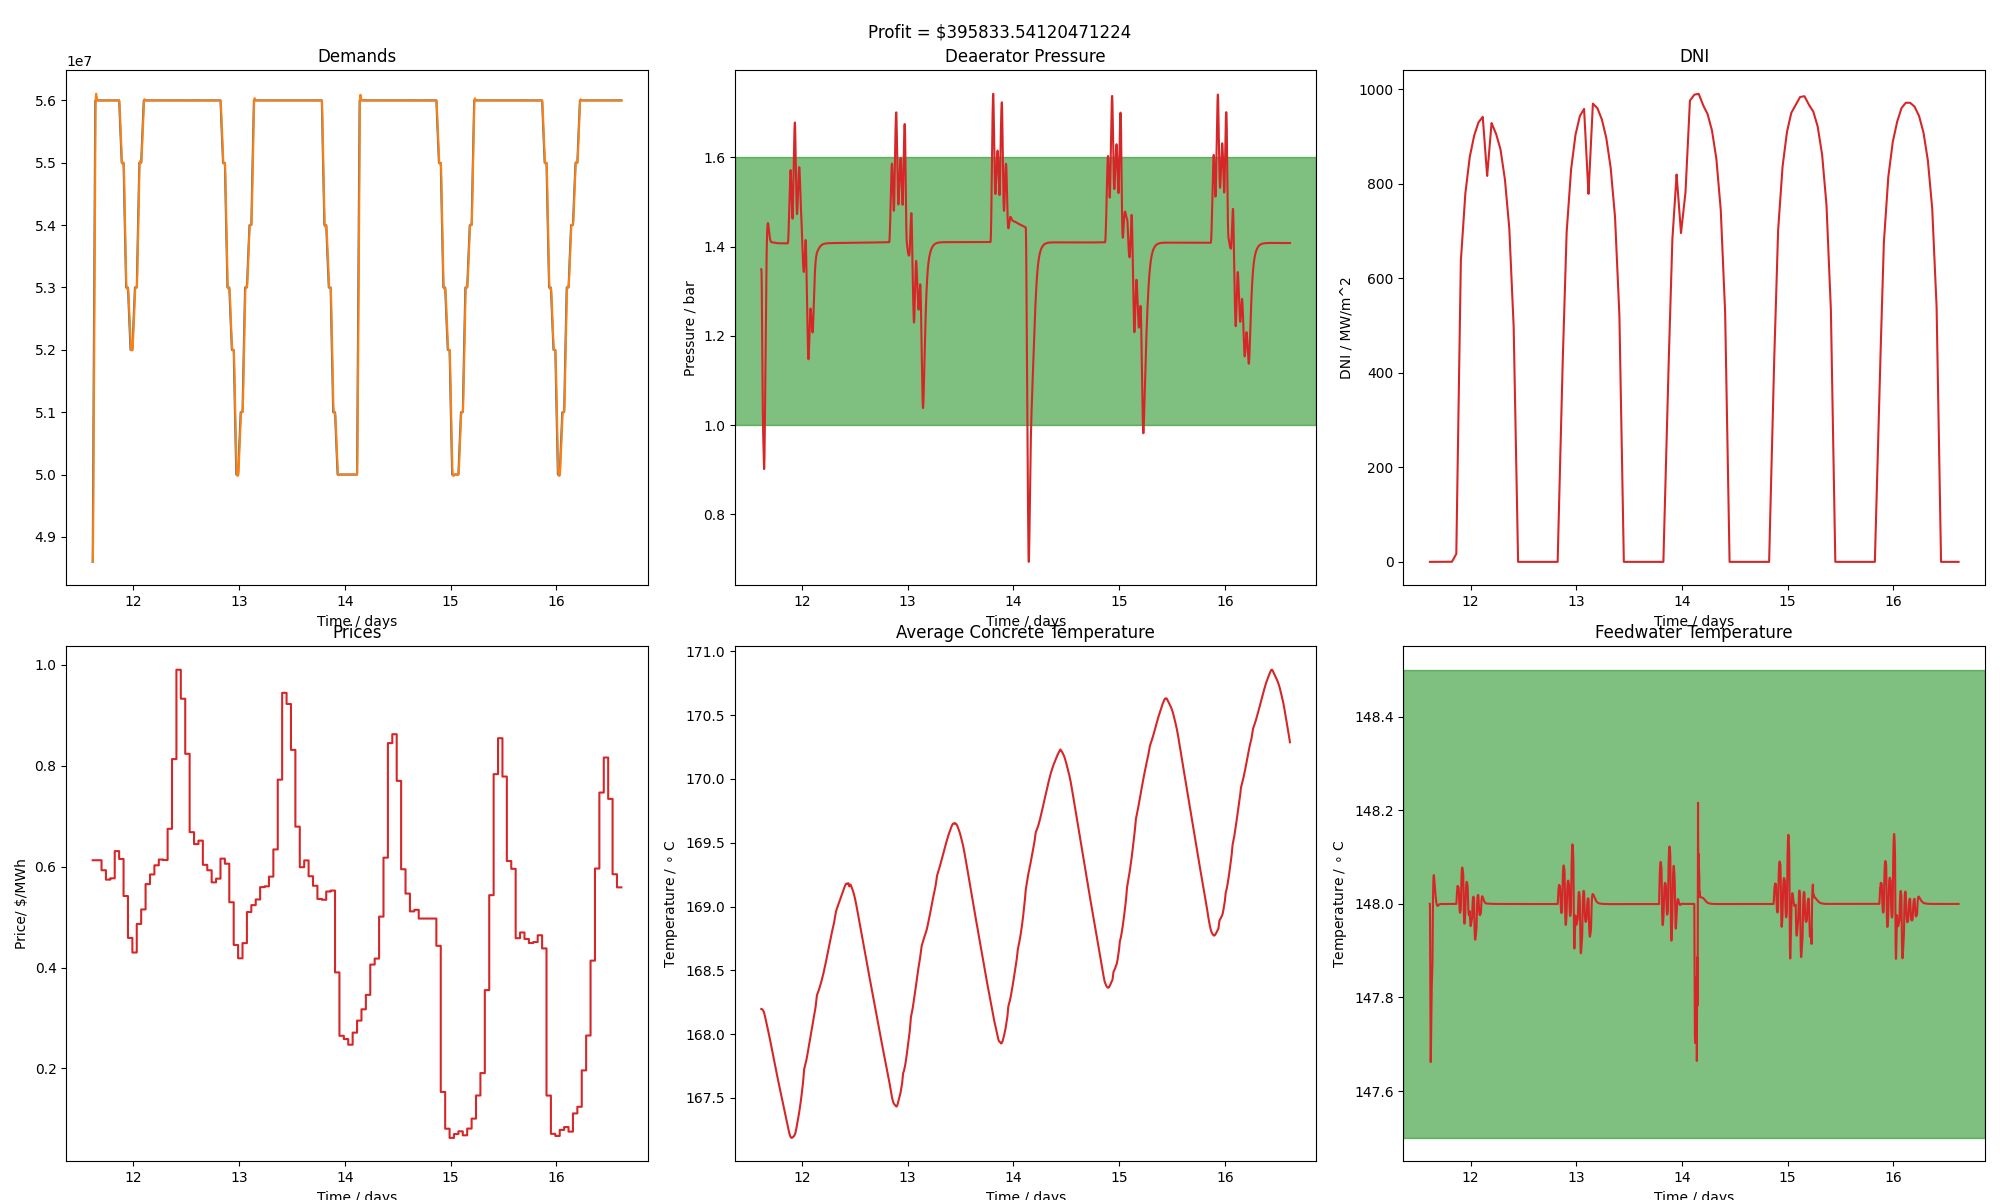 Profit = $395833.54120471224
Demands
1e7
5.6
5.5
5.4
5.3
5.2
5.1
5.0
4.9
12 13 14 15 16
Time / days
Deaerator Pressure
Pressure / bar
1.6
1.4
1.2
1.0
0.8
12 13 14 15 16
Time / days
DNI
DNI / MW/m^2
1000
800
600
400
200
0
12 13 14 15 16
Time / days
Prices
Price/ $/MWh
1.0
0.8
0.6
0.4
0.2
12 13 14 15 16
Time / days
Average Concrete Temperature
Temperature / ∘ C
171.0
170.5
170.0
169.5
169.0
168.5
168.0
167.5
12 13 14 15 16
Time / days
Feedwater Temperature
Temperature / ∘ C
148.4
148.2
148.0
147.8
147.6
12 13 14 15 16
Time / days